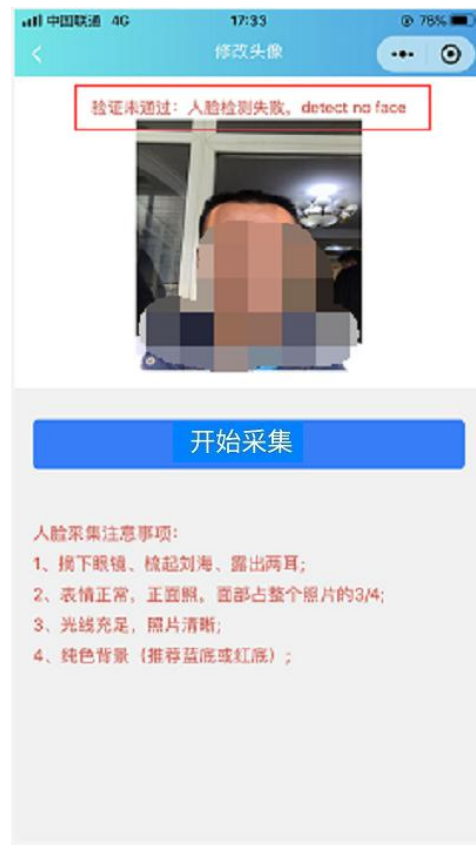 中国联通 4G 17:33 76%
修改头像
验证未通过：人脸检测失败，detect no face
开始采集
人脸采集注意事项：
1、摘下眼镜、梳起刘海、露出两耳；
2、表情正常，正面照，面部占整个照片的3/4；
3、光线充足，照片清晰；
4、纯色背景（推荐蓝底或红底）；